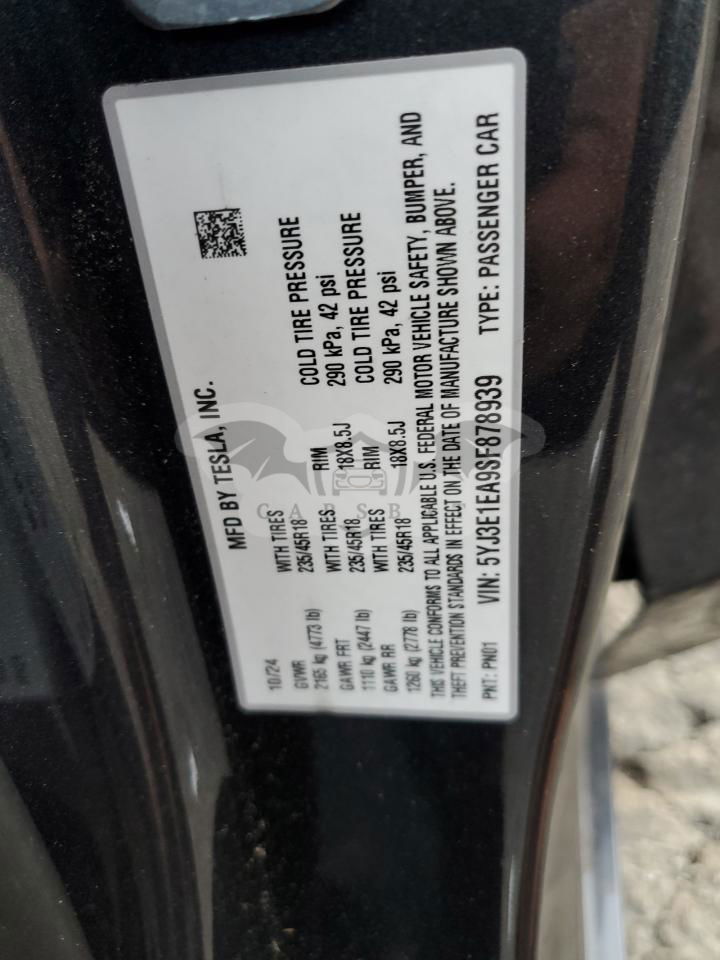 MFD BY TESLA, INC.
10/24
GVWR WITH TIRES RIM COLD TIRE PRESSURE
2165 kg (4773 lb) 235/45R18 18X8.5J 290 kPa, 42 psi
GAWR FRT WITH TIRES RIM COLD TIRE PRESSURE
1110 kg (2447 lb) 235/45R18 18X8.5J 290 kPa, 42 psi
GAWR RR WITH TIRES
1260 kg (2778 lb) 235/45R18
THIS VEHICLE CONFORMS TO ALL APPLICABLE U.S. FEDERAL MOTOR VEHICLE SAFETY, BUMPER, AND
THEFT PREVENTION STANDARDS IN EFFECT ON THE DATE OF MANUFACTURE SHOWN ABOVE.
PNT: PN01 VIN: 5YJ3E1EA9SF878939 TYPE: PASSENGER CAR